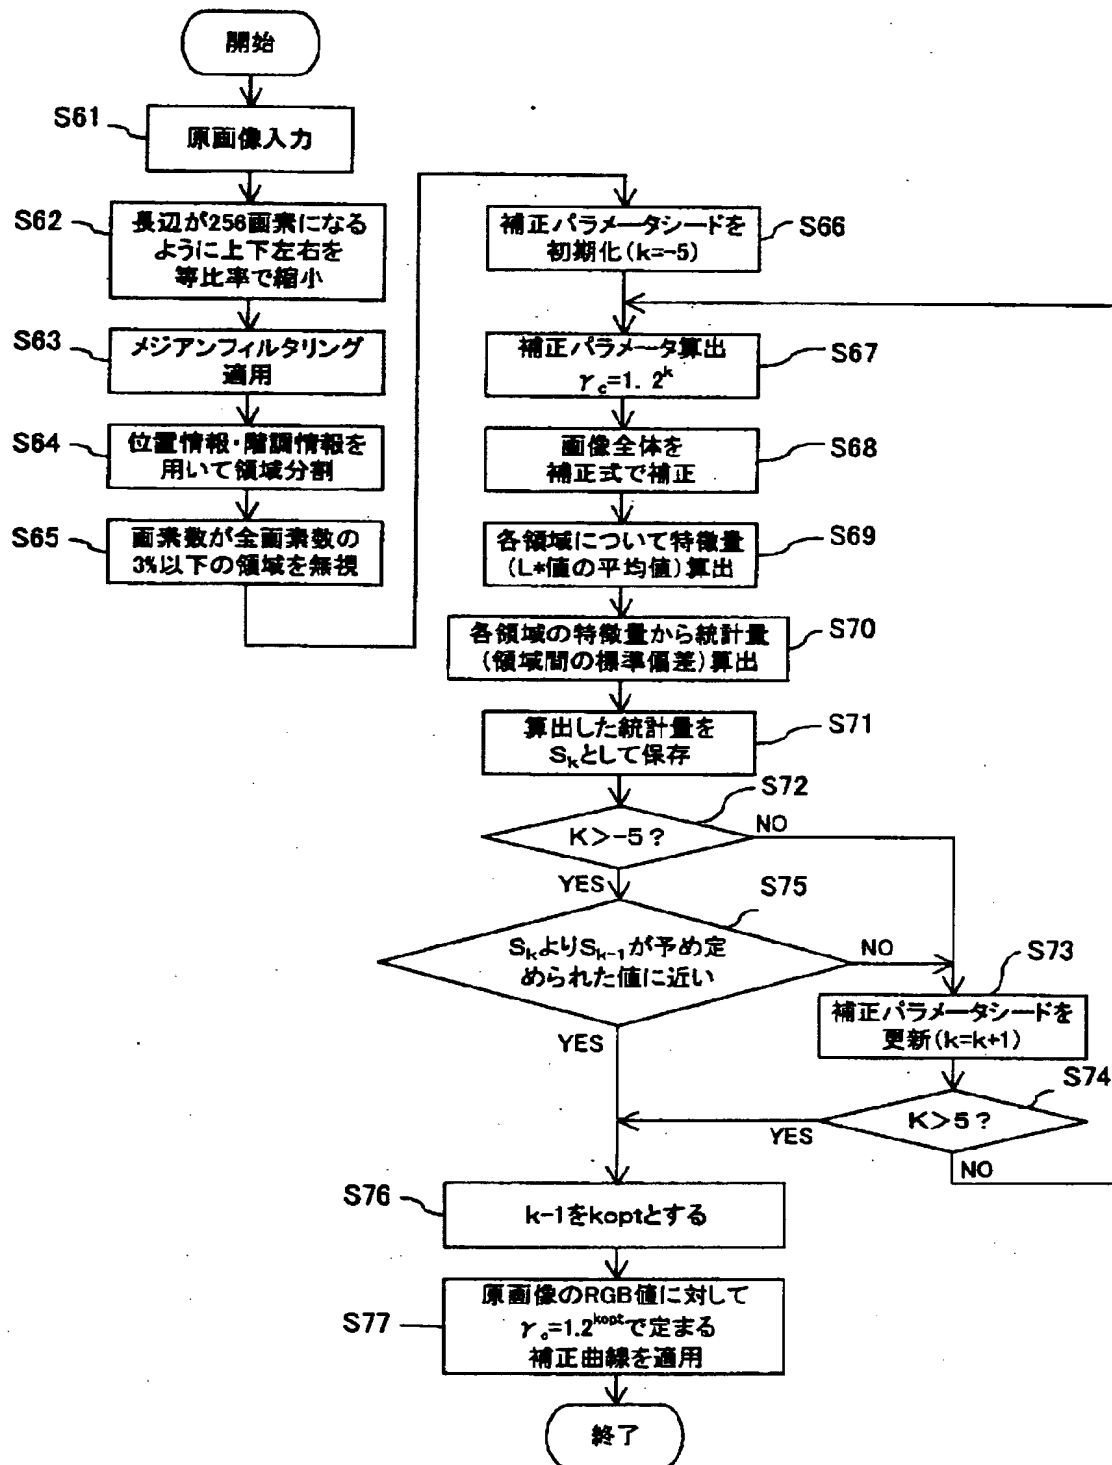 開始
S61
原画像入力
S62
長辺が256画素になる
ように上下左右を
等比率で縮小
S63
メジアンフィルタリング
適用
S64
位置情報・階調情報を
用いて領域分割
S65
画素数が全画素数の
3%以下の領域を無視
補正パラメータシードを
初期化(k=-5)
S66
補正パラメータ算出
γc=1. 2^k
S67
画像全体を
補正式で補正
S68
各領域について特徴量
(L*値の平均値)算出
S69
各領域の特徴量から統計量
(領域間の標準偏差)算出
S70
算出した統計量を
Skとして保存
S71
S72
K>-5?
NO
YES
S75
SkよりSk-1が予め定
められた値に近い
NO
YES
S73
補正パラメータシードを
更新(k=k+1)
S74
K>5?
YES
NO
S76
k-1をkoptとする
S77
原画像のRGB値に対して
γc=1.2^koptで定まる
補正曲線を適用
終了